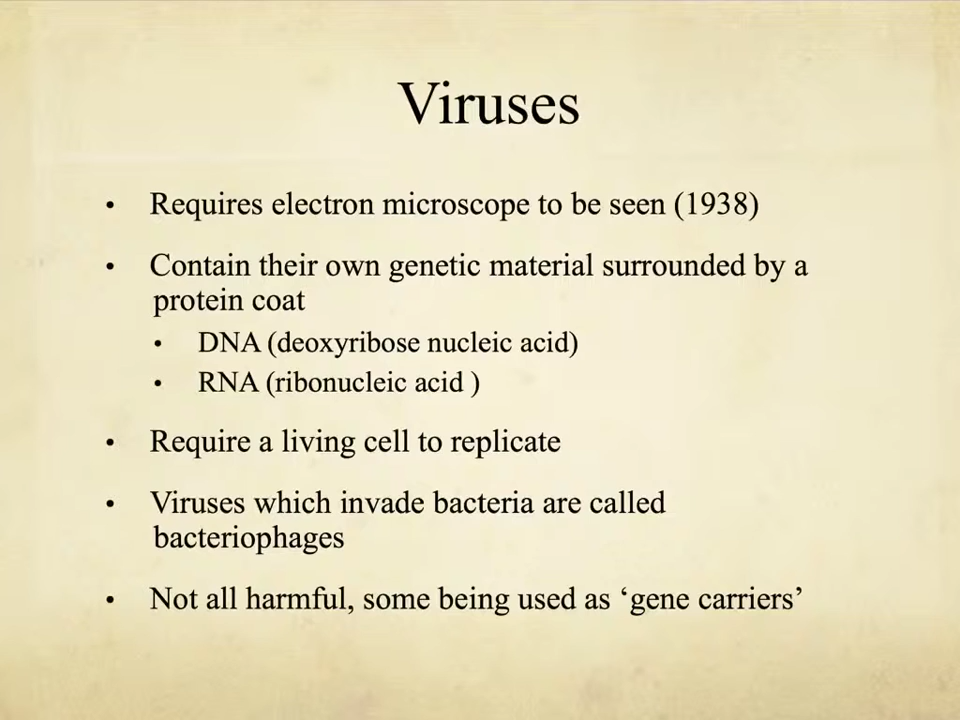 Viruses
• Requires electron microscope to be seen (1938)
• Contain their own genetic material surrounded by a
protein coat
• DNA (deoxyribose nucleic acid)
• RNA (ribonucleic acid )
• Require a living cell to replicate
• Viruses which invade bacteria are called
bacteriophages
• Not all harmful, some being used as ‘gene carriers’